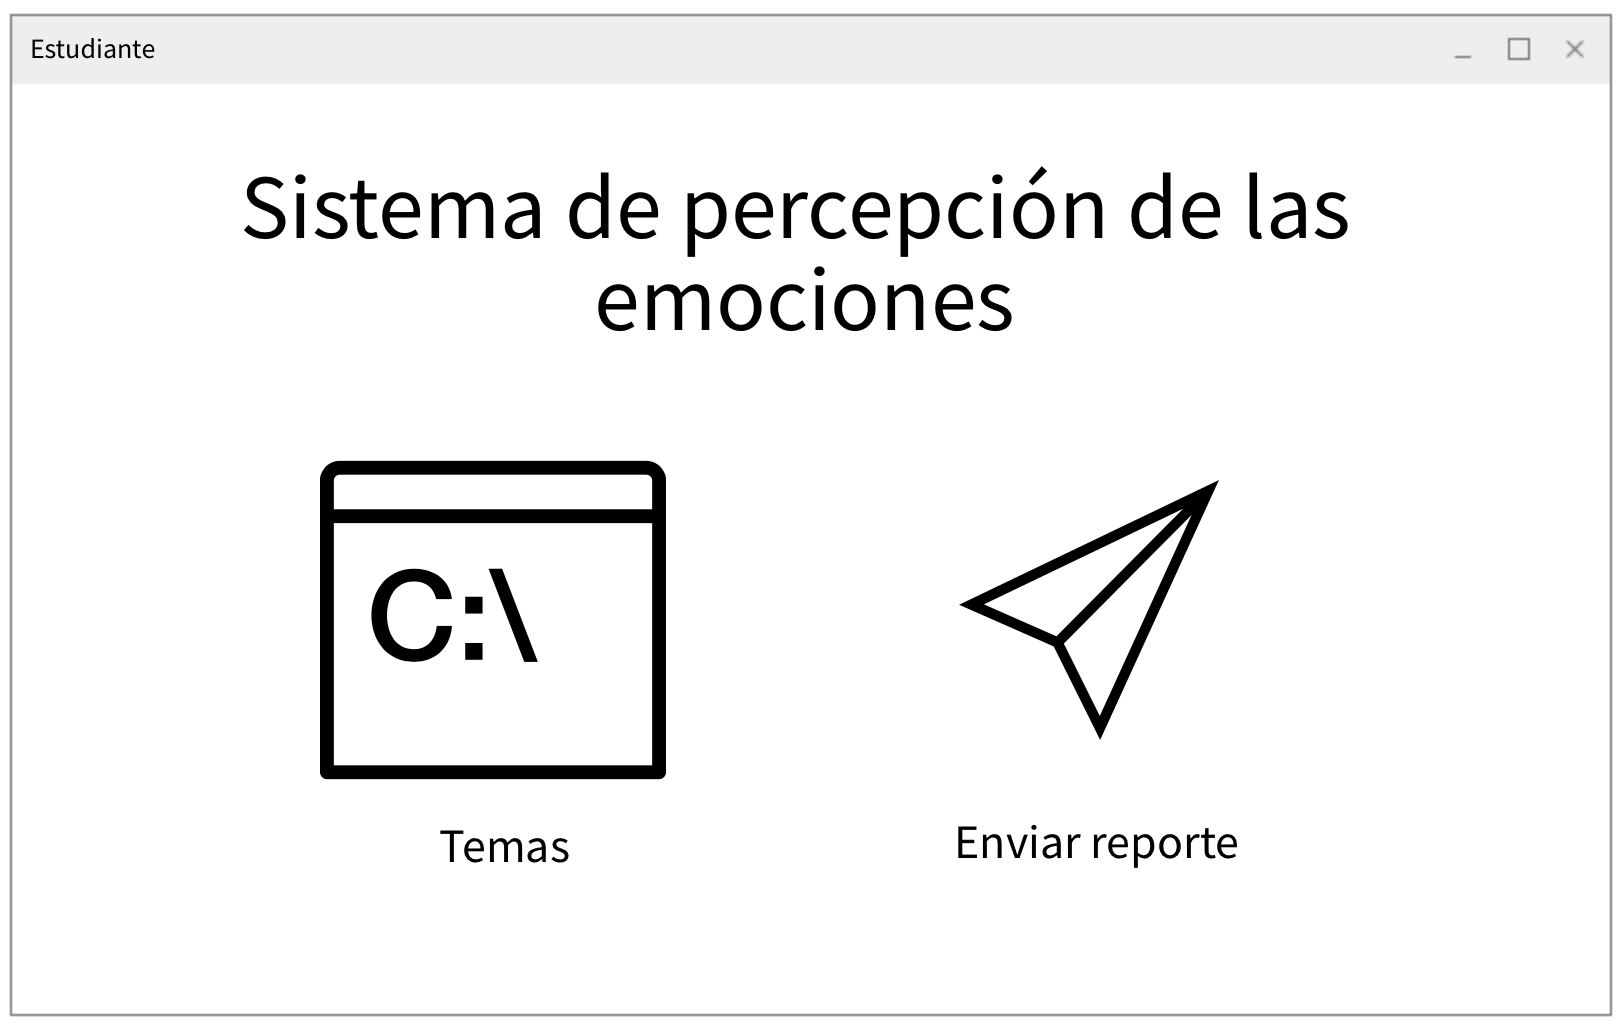 Estudiante
Sistema de percepción de las
emociones
C:\
Temas
Enviar reporte